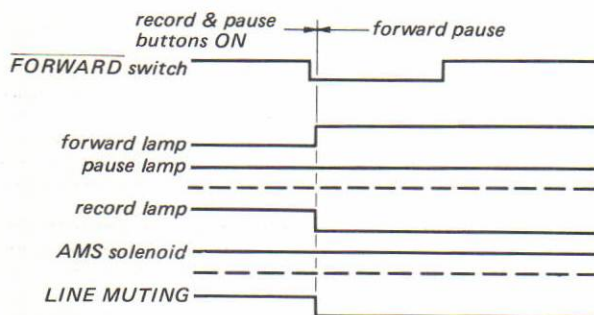 record & pause
buttons ON
forward pause
FORWARD switch
forward lamp
pause lamp
record lamp
AMS solenoid
LINE MUTING